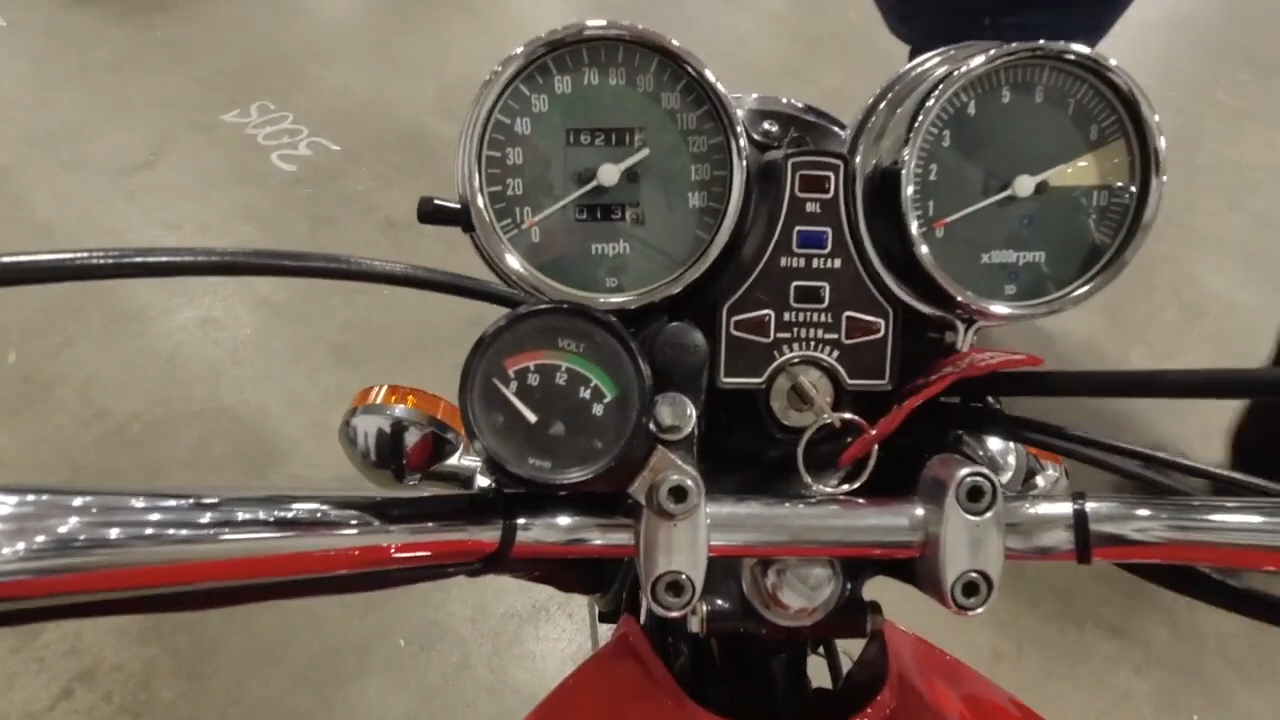 300S
0 10 20 30 40 50 60 70 80 90 100 110 120 130 140
16211
013
mph
0 1 2 3 4 5 6 7 8 10
x1000rpm
OIL
HIGH BEAM
NEUTRAL
TURN
IGNITION
VOLT
8 10 12 14 16
VDO